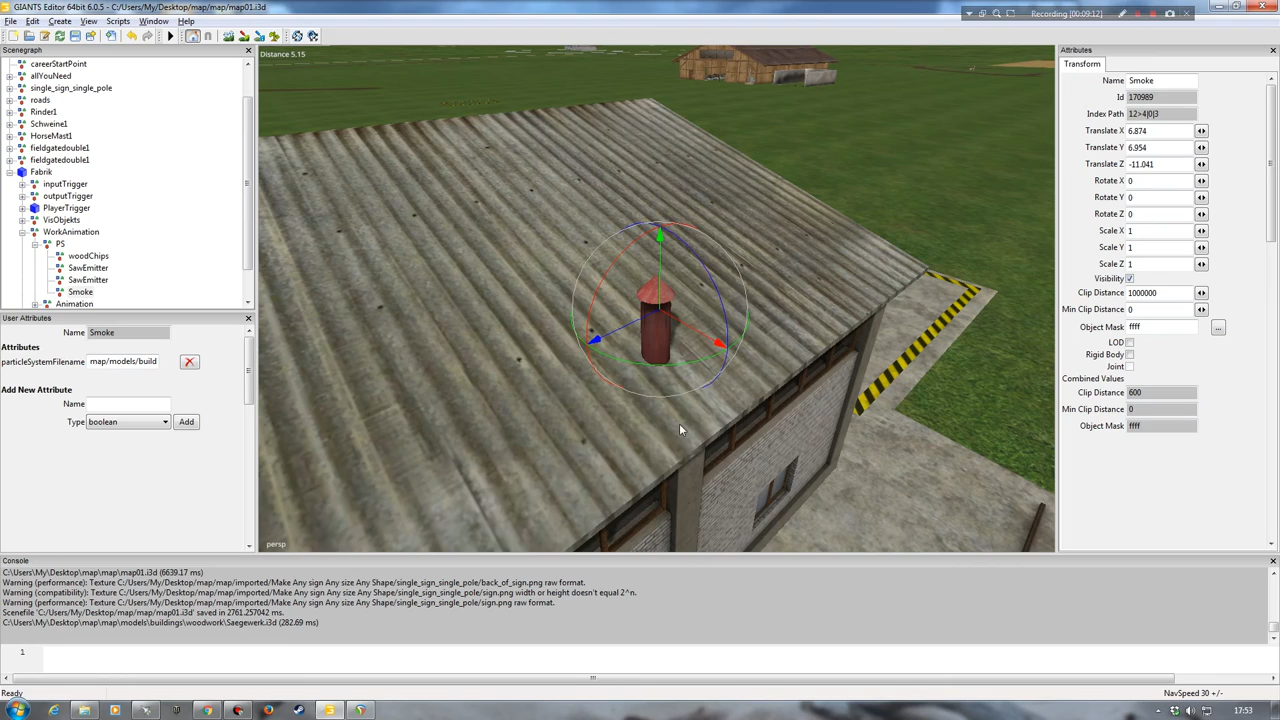 GIANTS Editor 64bit 6.0.5 - C:/Users/My/Desktop/map/map/map01.i3d
Recording [00:09:12]
File Edit Create View Scripts Window Help
Scenegraph
careerStartPoint
allYouNeed
single_sign_single_pole
roads
Rinder1
Schweine1
HorseMast1
fieldgatedouble1
fieldgatedouble1
Fabrik
inputTrigger
outputTrigger
PlayerTrigger
VisObjekts
WorkAnimation
PS
woodChips
SawEmitter
SawEmitter
Smoke
Animation
User Attributes
Name Smoke
Attributes
particleSystemFilename map/models/build
Add New Attribute
Name
Type boolean Add
Distance 5.15
persp
Attributes
Transform
Name Smoke
Id 170989
Index Path 12>4|0|3
Translate X 6.874
Translate Y 6.954
Translate Z -11.041
Rotate X 0
Rotate Y 0
Rotate Z 0
Scale X 1
Scale Y 1
Scale Z 1
Visibility
Clip Distance 1000000
Min Clip Distance 0
Object Mask ffff ...
LOD
Rigid Body
Joint
Combined Values
Clip Distance 600
Min Clip Distance 0
Object Mask ffff
Console
C:\Users\My\Desktop\map\map\map01.i3d (6639.17 ms)
Warning (performance): Texture C:/Users/My/Desktop/map/map/imported/Make Any sign Any size Any Shape/single_sign_single_pole/back_of_sign.png raw format.
Warning (compatibility): Texture C:/Users/My/Desktop/map/map/imported/Make Any sign Any size Any Shape/single_sign_single_pole/sign.png width or height doesn't equal 2^n.
Warning (performance): Texture C:/Users/My/Desktop/map/map/imported/Make Any sign Any size Any Shape/single_sign_single_pole/sign.png raw format.
Scenefile 'C:/Users/My/Desktop/map/map/map01.i3d' saved in 2761.257042 ms.
C:\Users\My\Desktop\map\map\models\buildings\woodwork\Saegewerk.i3d (282.69 ms)
1
Ready
NavSpeed 30 +/-
17:53